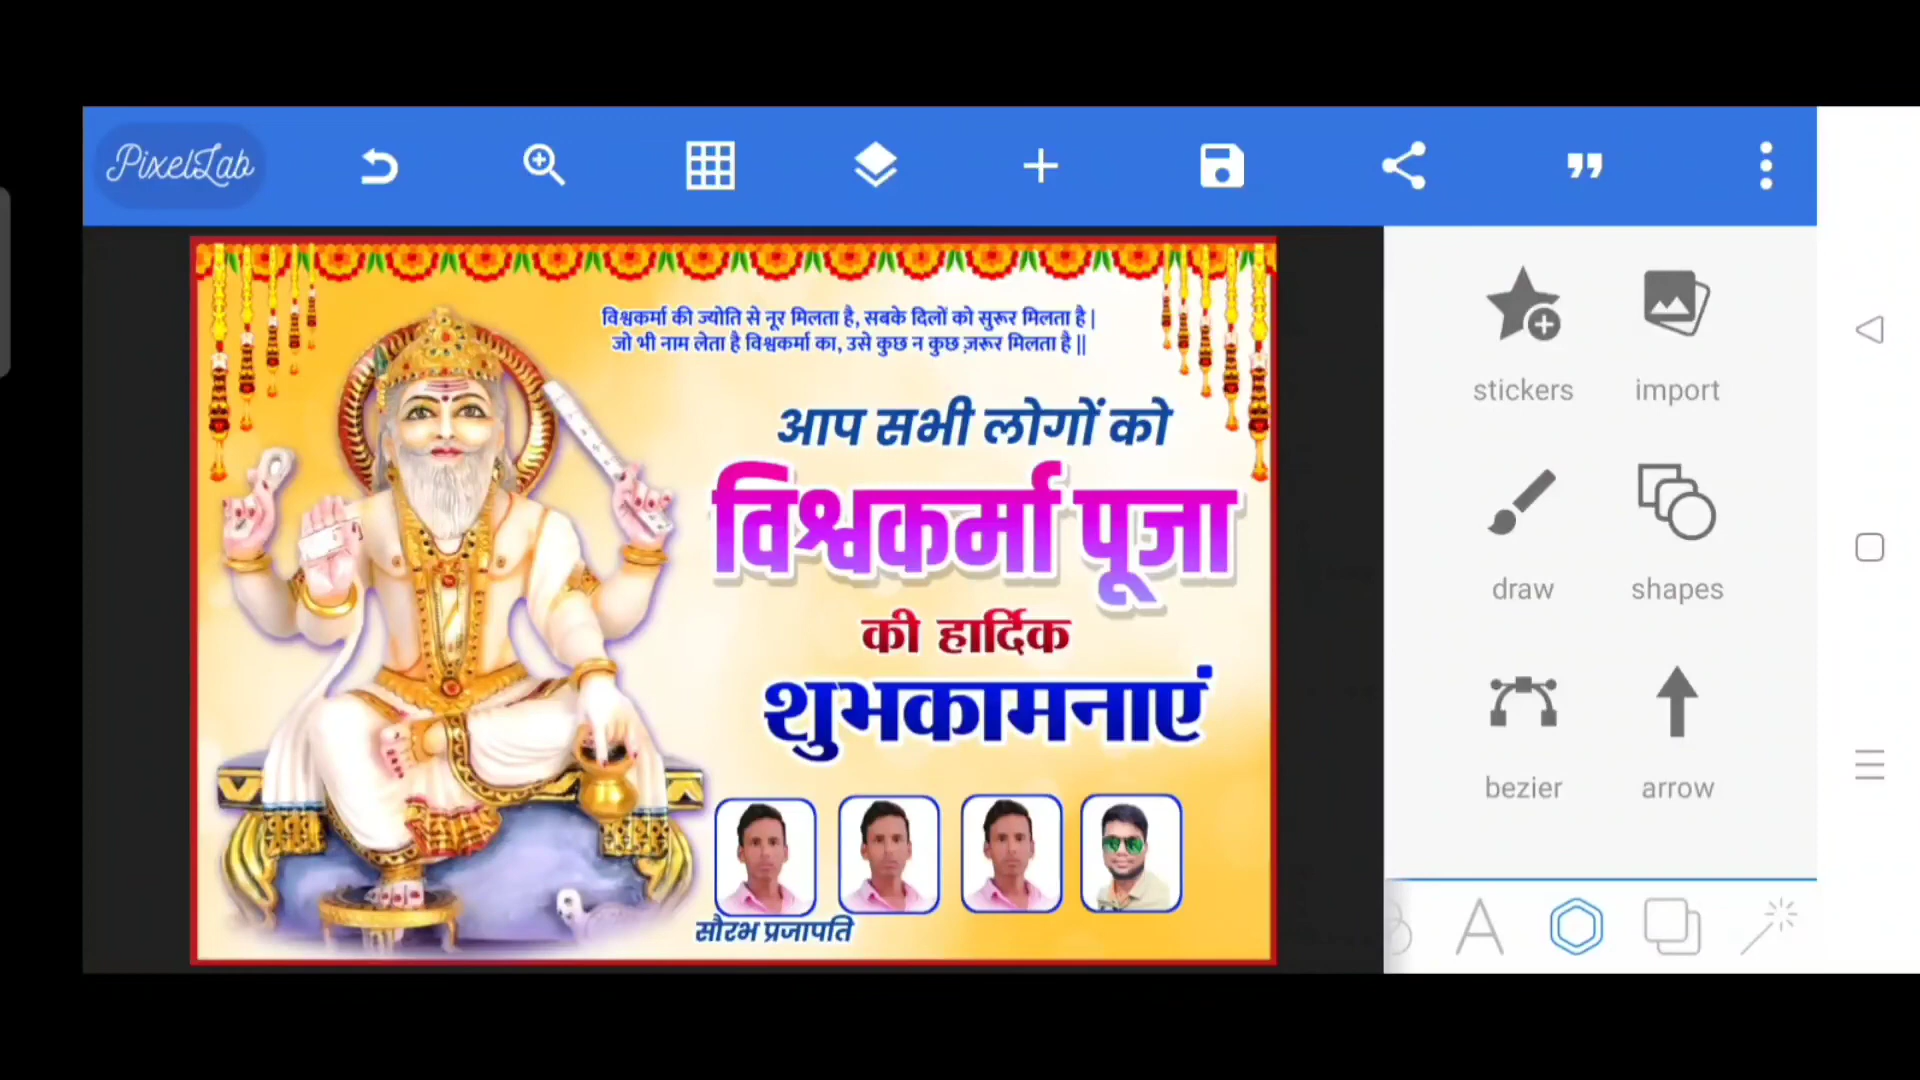 PixelLab
विश्वकर्मा की ज्योति से नूर मिलता है, सबके दिलों को सुरूर मिलता है |
जो भी नाम लेता है विश्वकर्मा का, उसे कुछ न कुछ ज़रूर मिलता है ||
आप सभी लोगों को
विश्वकर्मा पूजा
की हार्दिक
शुभकामनाएं
सौरभ प्रजापति
stickers
import
draw
shapes
bezier
arrow